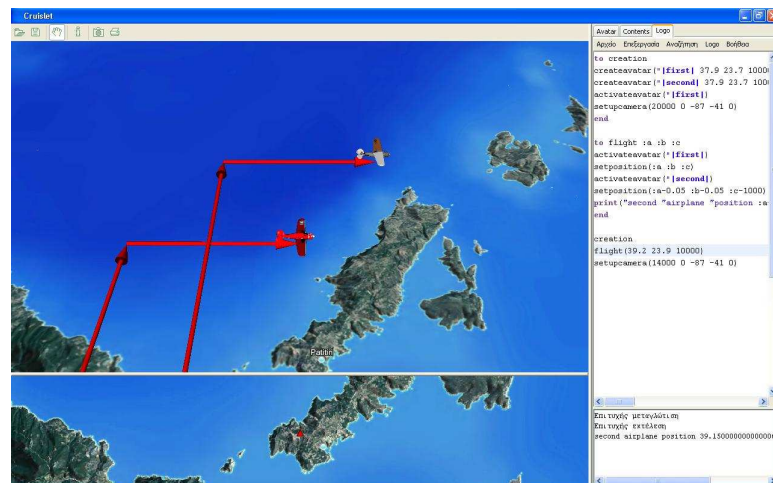 Cruislet
Avatar Contents Logo
Αρχείο Επεξεργασία Αναζήτηση Logo Βοήθεια
to creation
createavatar("|first| 37.9 23.7 1000
createavatar("|second| 37.9 23.7 100
activateavatar("|first|)
setupcamera(20000 0 -87 -41 0)
end
to flight :a :b :c
activateavatar("|first|)
setposition(:a :b :c)
activateavatar("|second|)
setposition(:a-0.05 :b-0.05 :c-1000)
print("second "airplane "position :a-
end
creation
flight(39.2 23.9 10000)
setupcamera(14000 0 -87 -41 0)
Patitiri
Επιτυχής μεταγλώτιση
Επιτυχής εκτέλεση
second airplane position 39.1500000000000